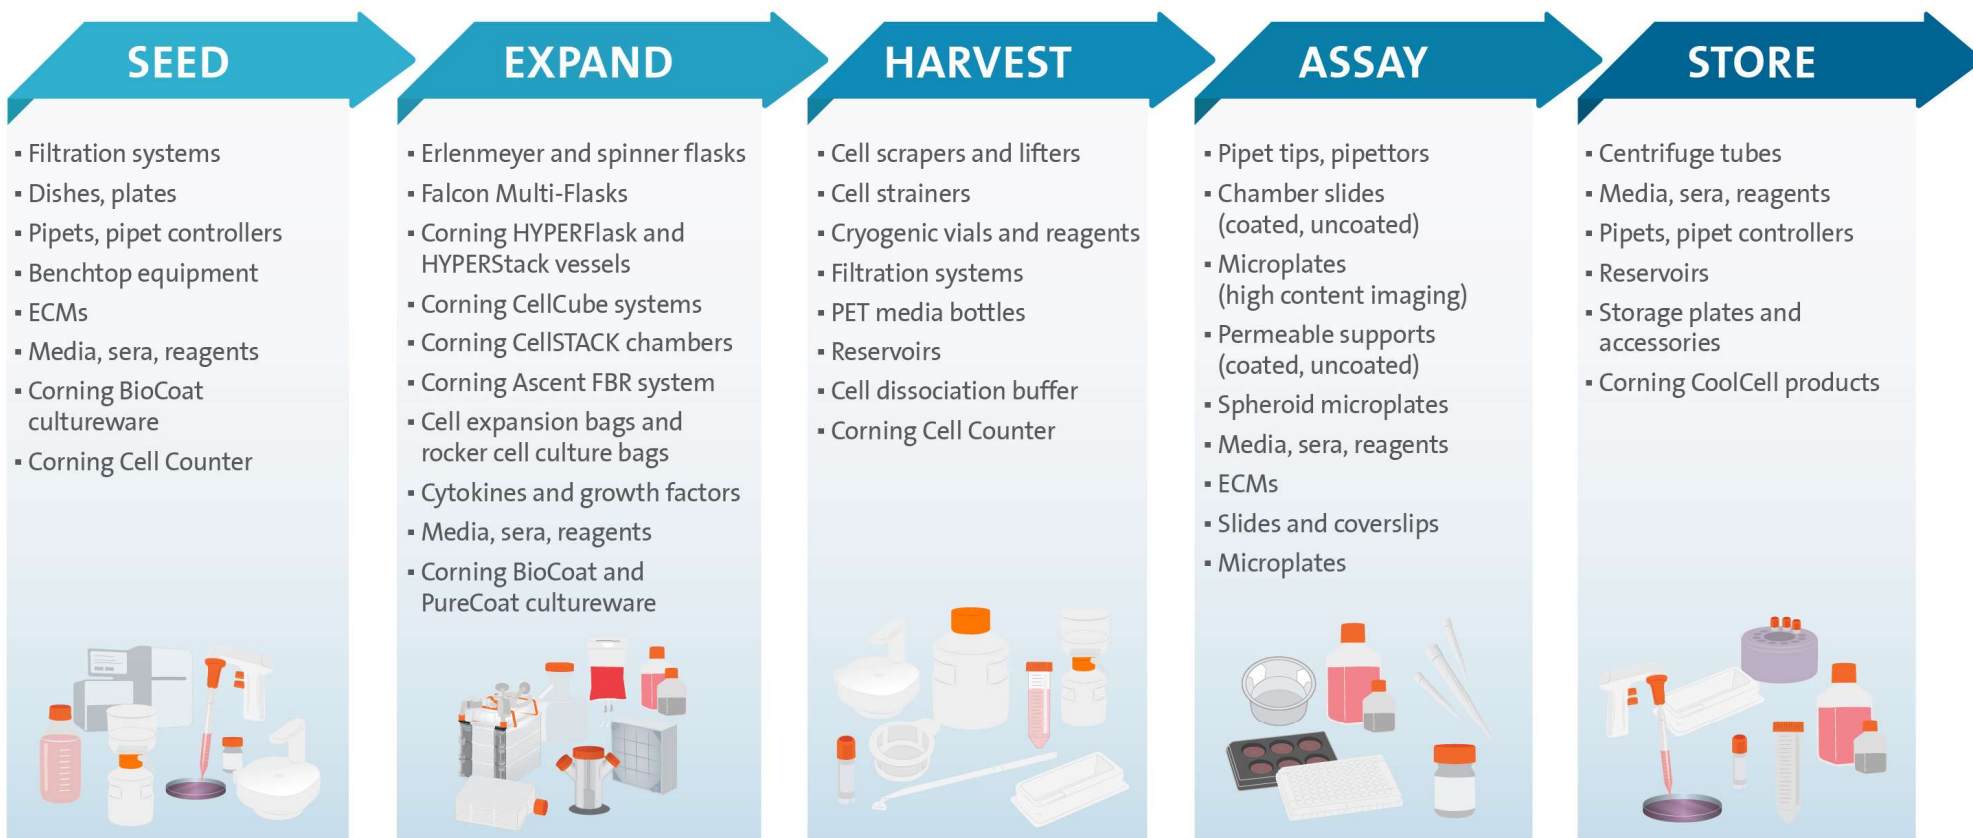 SEED
▪ Filtration systems
▪ Dishes, plates
▪ Pipets, pipet controllers
▪ Benchtop equipment
▪ ECMs
▪ Media, sera, reagents
▪ Corning BioCoat
cultureware
▪ Corning Cell Counter
EXPAND
▪ Erlenmeyer and spinner flasks
▪ Falcon Multi-Flasks
▪ Corning HYPERFlask and
HYPERStack vessels
▪ Corning CellCube systems
▪ Corning CellSTACK chambers
▪ Corning Ascent FBR system
▪ Cell expansion bags and
rocker cell culture bags
▪ Cytokines and growth factors
▪ Media, sera, reagents
▪ Corning BioCoat and
PureCoat cultureware
HARVEST
▪ Cell scrapers and lifters
▪ Cell strainers
▪ Cryogenic vials and reagents
▪ Filtration systems
▪ PET media bottles
▪ Reservoirs
▪ Cell dissociation buffer
▪ Corning Cell Counter
ASSAY
▪ Pipet tips, pipettors
▪ Chamber slides
(coated, uncoated)
▪ Microplates
(high content imaging)
▪ Permeable supports
(coated, uncoated)
▪ Spheroid microplates
▪ Media, sera, reagents
▪ ECMs
▪ Slides and coverslips
▪ Microplates
STORE
▪ Centrifuge tubes
▪ Media, sera, reagents
▪ Pipets, pipet controllers
▪ Reservoirs
▪ Storage plates and
accessories
▪ Corning CoolCell products